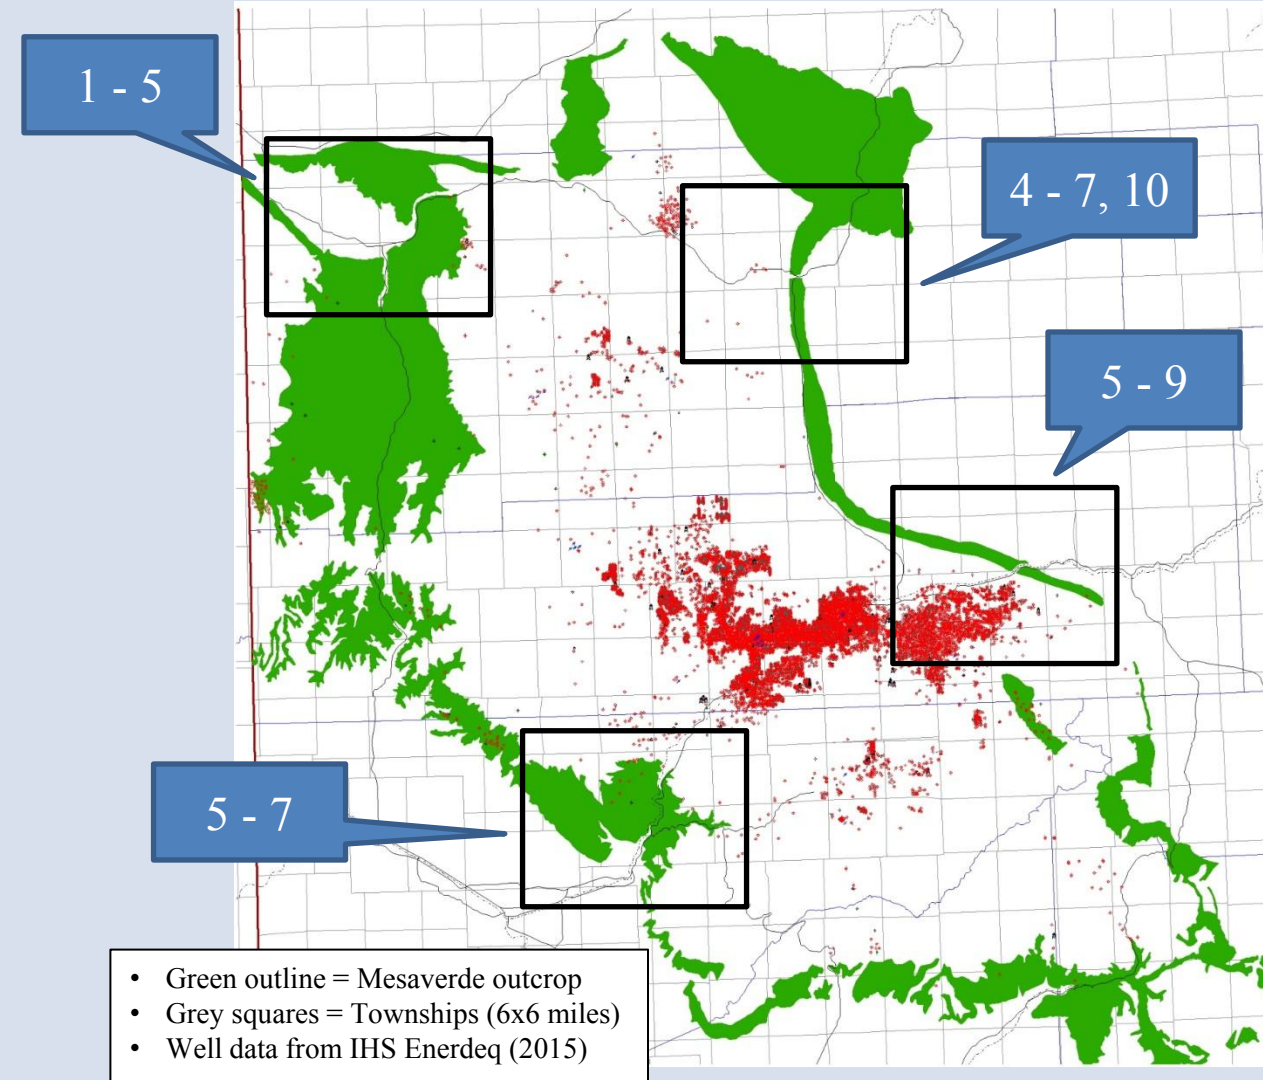 1 - 5
4 - 7, 10
5 - 9
5 - 7
• Green outline = Mesaverde outcrop
• Grey squares = Townships (6x6 miles)
• Well data from IHS Enerdeq (2015)